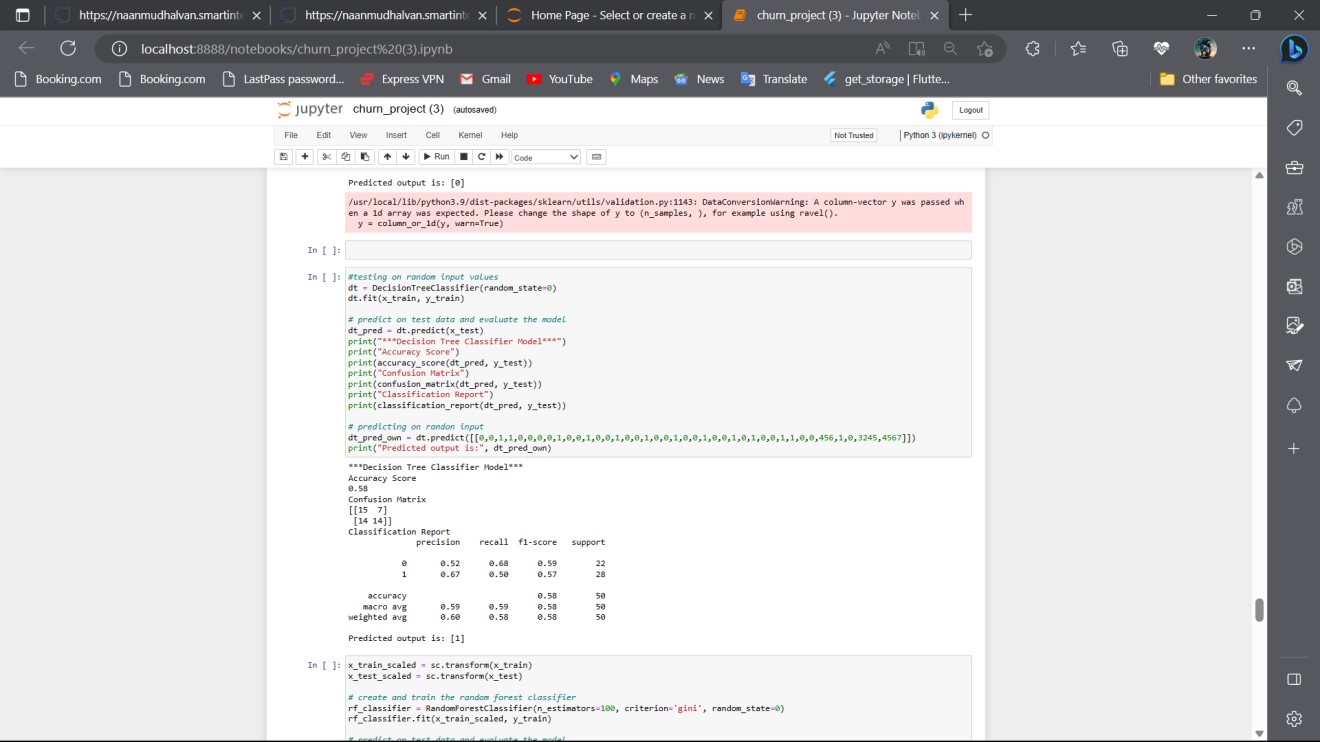 https://naanmudhalvan.smartinte
https://naanmudhalvan.smartinte
Home Page - Select or create a n
churn_project (3) - Jupyter Noteb
localhost:8888/notebooks/churn_project%20(3).ipynb
Booking.com
Booking.com
LastPass password...
Express VPN
Gmail
YouTube
Maps
News
Translate
get_storage | Flutte...
Other favorites
jupyter churn_project (3) (autosaved)
Logout
File Edit View Insert Cell Kernel Help
Not Trusted
Python 3 (ipykernel)
Run
Code
Predicted output is: [0]
/usr/local/lib/python3.9/dist-packages/sklearn/utils/validation.py:1143: DataConversionWarning: A column-vector y was passed wh
en a 1d array was expected. Please change the shape of y to (n_samples, ), for example using ravel().
y = column_or_1d(y, warn=True)
In [ ]:
In [ ]: #testing on random input values
dt = DecisionTreeClassifier(random_state=0)
dt.fit(x_train, y_train)
# predict on test data and evaluate the model
dt_pred = dt.predict(x_test)
print("***Decision Tree Classifier Model***")
print("Accuracy Score")
print(accuracy_score(dt_pred, y_test))
print("Confusion Matrix")
print(confusion_matrix(dt_pred, y_test))
print("Classification Report")
print(classification_report(dt_pred, y_test))
# predicting on randon input
dt_pred_own = dt.predict([[0,0,1,1,0,0,0,0,1,0,0,1,0,0,1,0,0,1,0,0,1,0,0,1,0,0,1,0,1,0,0,1,1,0,0,456,1,0,3245,4567]])
print("Predicted output is:", dt_pred_own)
***Decision Tree Classifier Model***
Accuracy Score
0.58
Confusion Matrix
[[15 7]
[14 14]]
Classification Report
precision recall f1-score support
0 0.52 0.68 0.59 22
1 0.67 0.50 0.57 28
accuracy 0.58 50
macro avg 0.59 0.59 0.58 50
weighted avg 0.60 0.58 0.58 50
Predicted output is: [1]
In [ ]: x_train_scaled = sc.transform(x_train)
x_test_scaled = sc.transform(x_test)
# create and train the random forest classifier
rf_classifier = RandomForestClassifier(n_estimators=100, criterion='gini', random_state=0)
rf_classifier.fit(x_train_scaled, y_train)
# predict on test data and evaluate the model